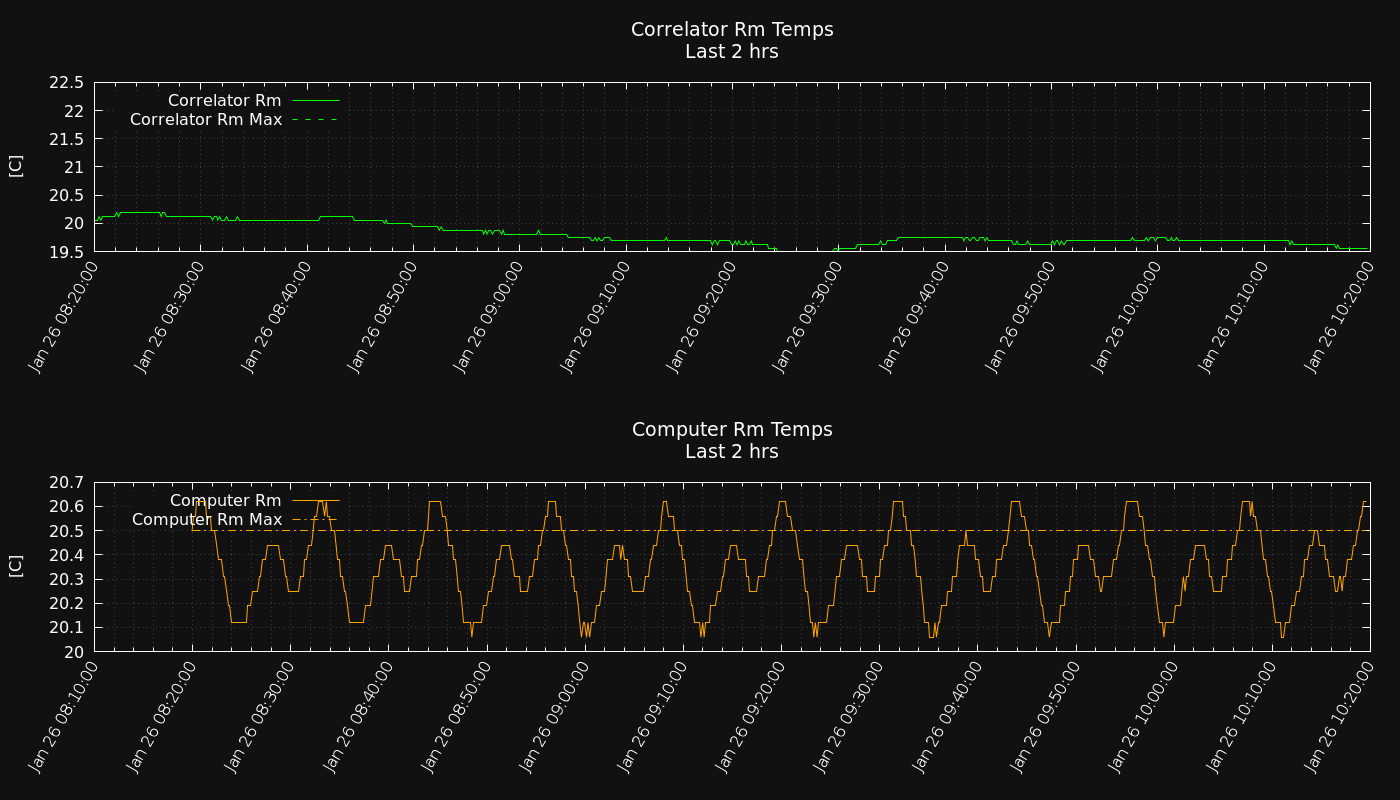 Correlator Rm Temps
Last 2 hrs
22.5
22
21.5
21
20.5
20
19.5
[C]
Correlator Rm
Correlator Rm Max
Jan 26 08:20:00
Jan 26 08:30:00
Jan 26 08:40:00
Jan 26 08:50:00
Jan 26 09:00:00
Jan 26 09:10:00
Jan 26 09:20:00
Jan 26 09:30:00
Jan 26 09:40:00
Jan 26 09:50:00
Jan 26 10:00:00
Jan 26 10:10:00
Jan 26 10:20:00
Computer Rm Temps
Last 2 hrs
20.7
20.6
20.5
20.4
20.3
20.2
20.1
20
[C]
Computer Rm
Computer Rm Max
Jan 26 08:10:00
Jan 26 08:20:00
Jan 26 08:30:00
Jan 26 08:40:00
Jan 26 08:50:00
Jan 26 09:00:00
Jan 26 09:10:00
Jan 26 09:20:00
Jan 26 09:30:00
Jan 26 09:40:00
Jan 26 09:50:00
Jan 26 10:00:00
Jan 26 10:10:00
Jan 26 10:20:00